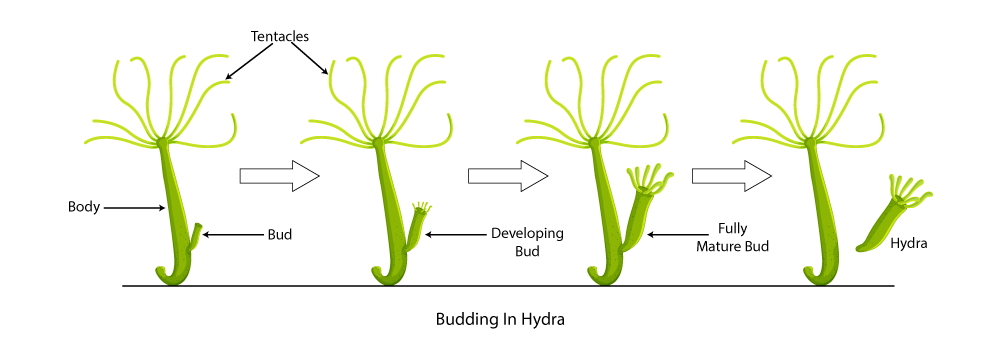 Tentacles
Body
Bud
Developing
Bud
Fully
Mature Bud
Hydra
Budding In Hydra